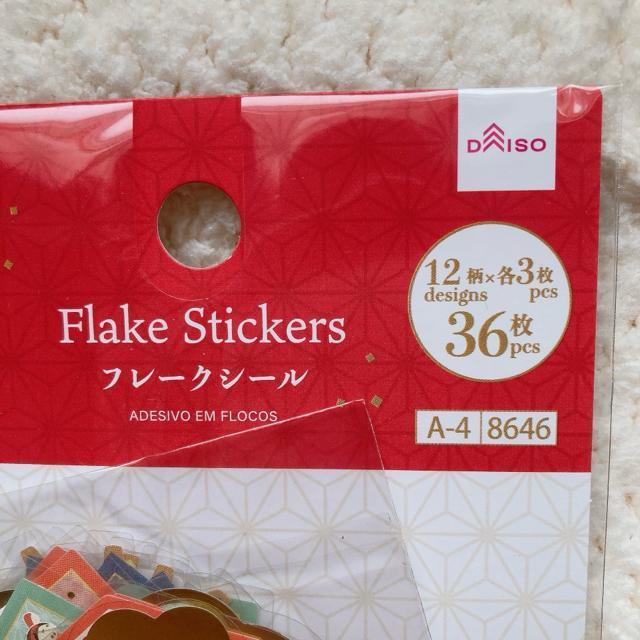 DAISO
12柄×各3枚
designs pcs
36枚
pcs
Flake Stickers
フレークシール
ADESIVO EM FLOCOS
A-4 8646